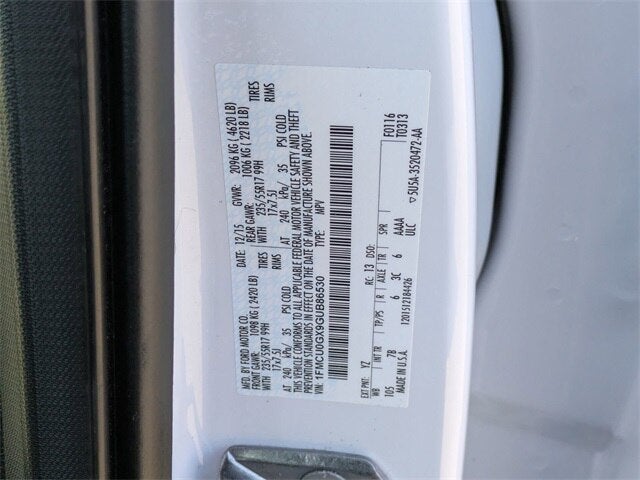 MFD. BY FORD MOTOR CO.
DATE: 12/15 GVWR: 2096 KG ( 4620 LB)
FRONT GAWR: 1098 KG ( 2420 LB) REAR GAWR: 1006 KG ( 2218 LB)
WITH 235/55R17 99H TIRES WITH 235/55R17 99H TIRES
17x7.5J RIMS 17x7.5J RIMS
AT 240 kPa/ 35 PSI COLD AT 240 kPa/ 35 PSI COLD
THIS VEHICLE CONFORMS TO ALL APPLICABLE FEDERAL MOTOR VEHICLE SAFETY AND THEFT
PREVENTION STANDARDS IN EFFECT ON THE DATE OF MANUFACTURE SHOWN ABOVE.
VIN: 1FMCU0GX9GUB86530 TYPE: MPV
EXT PNT: YZ RC: 13 DSO: F0116
WB INT TR TP/PS R AXLE TR SPR T0313
105 7B 6 3C 6 AAAA
MADE IN U.S.A. 1201512184426 ULC ▽5U5A-3520472-AA